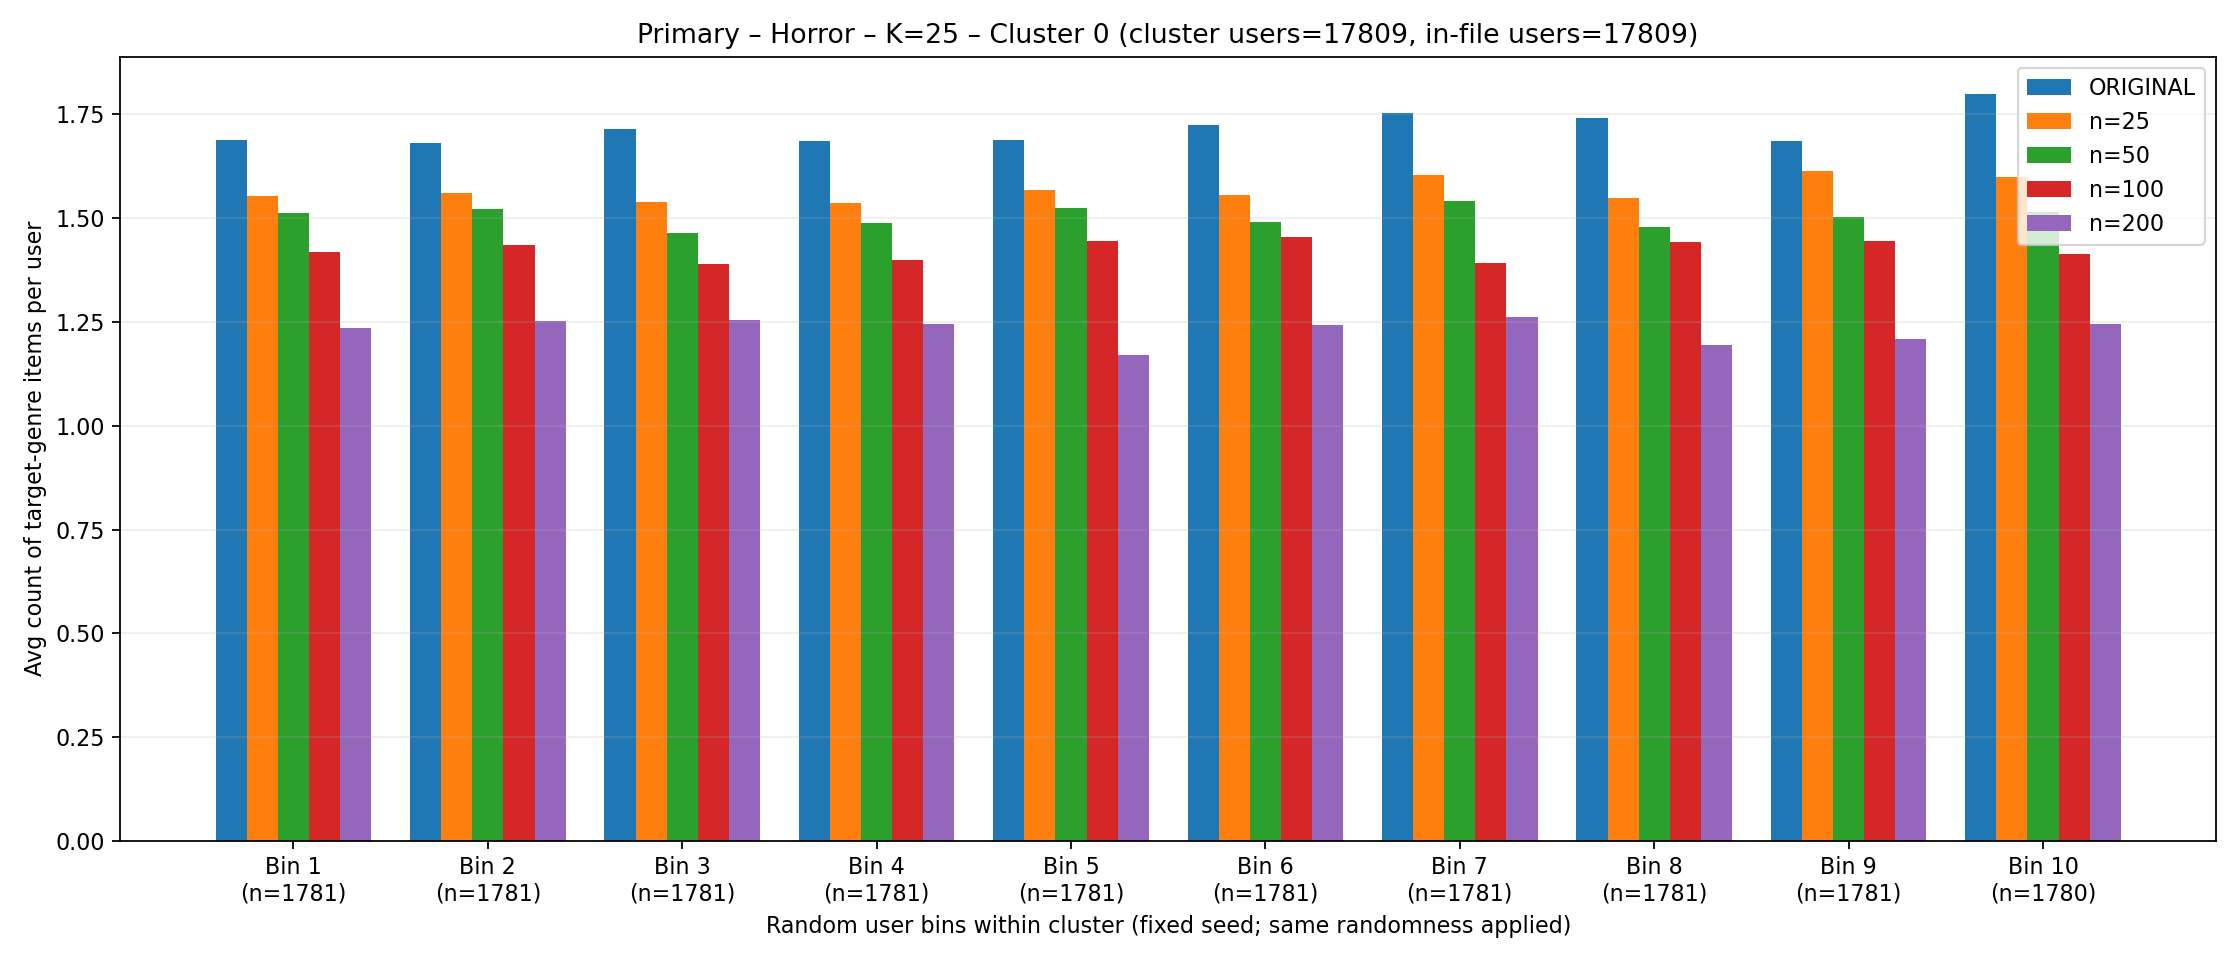 Primary – Horror – K=25 – Cluster 0 (cluster users=17809, in-file users=17809)
Avg count of target-genre items per user
1.75
1.50
1.25
1.00
0.75
0.50
0.25
0.00
ORIGINAL
n=25
n=50
n=100
n=200
Bin 1
(n=1781)
Bin 2
(n=1781)
Bin 3
(n=1781)
Bin 4
(n=1781)
Bin 5
(n=1781)
Bin 6
(n=1781)
Bin 7
(n=1781)
Bin 8
(n=1781)
Bin 9
(n=1781)
Bin 10
(n=1780)
Random user bins within cluster (fixed seed; same randomness applied)